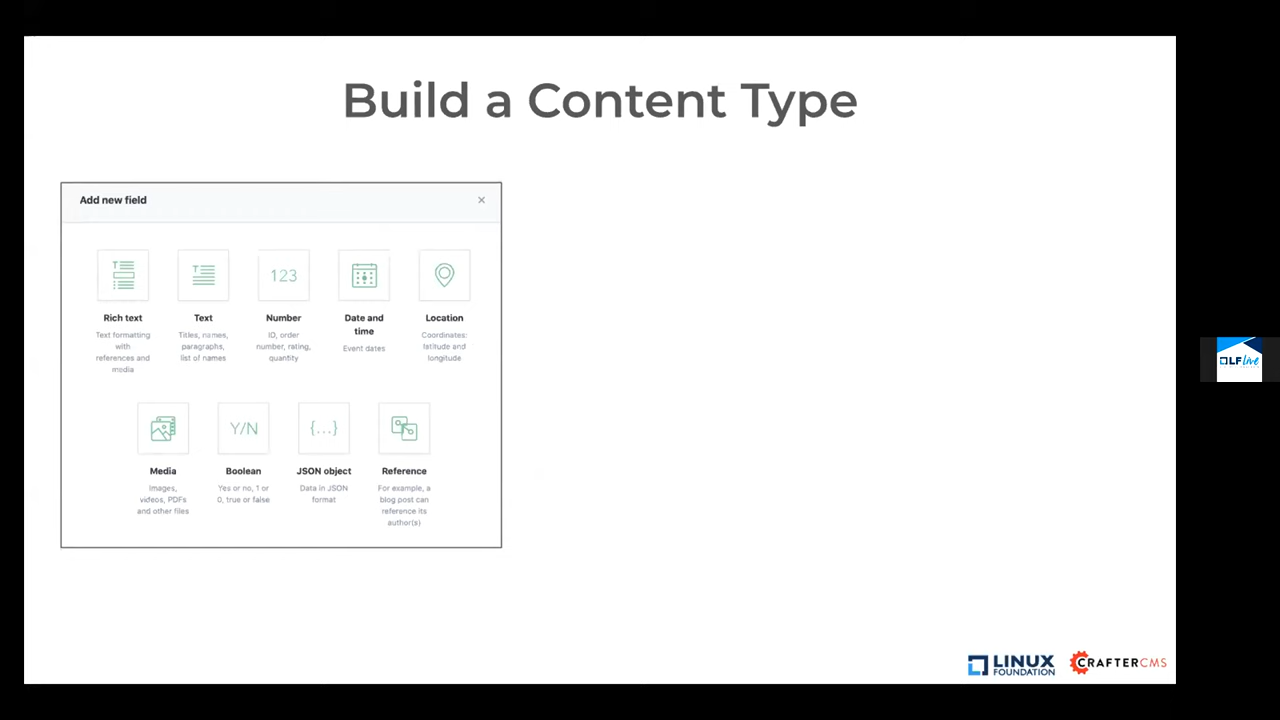 Build a Content Type
Add new field
T
T
123
Rich text
Text formatting
with
references and
media
Text
Titles, names,
paragraphs,
list of names
Number
ID, order
number, rating,
quantity
Date and
time
Event dates
Location
Coordinates:
latitude and
longitude
Y/N
{...}
Media
Images,
videos, PDFs
and other files
Boolean
Yes or no, 1 or
0, true or false
JSON object
Data in JSON
format
Reference
For example, a
blog post can
reference its
author(s)
LF live
LINUX
FOUNDATION
CRAFTERCMS